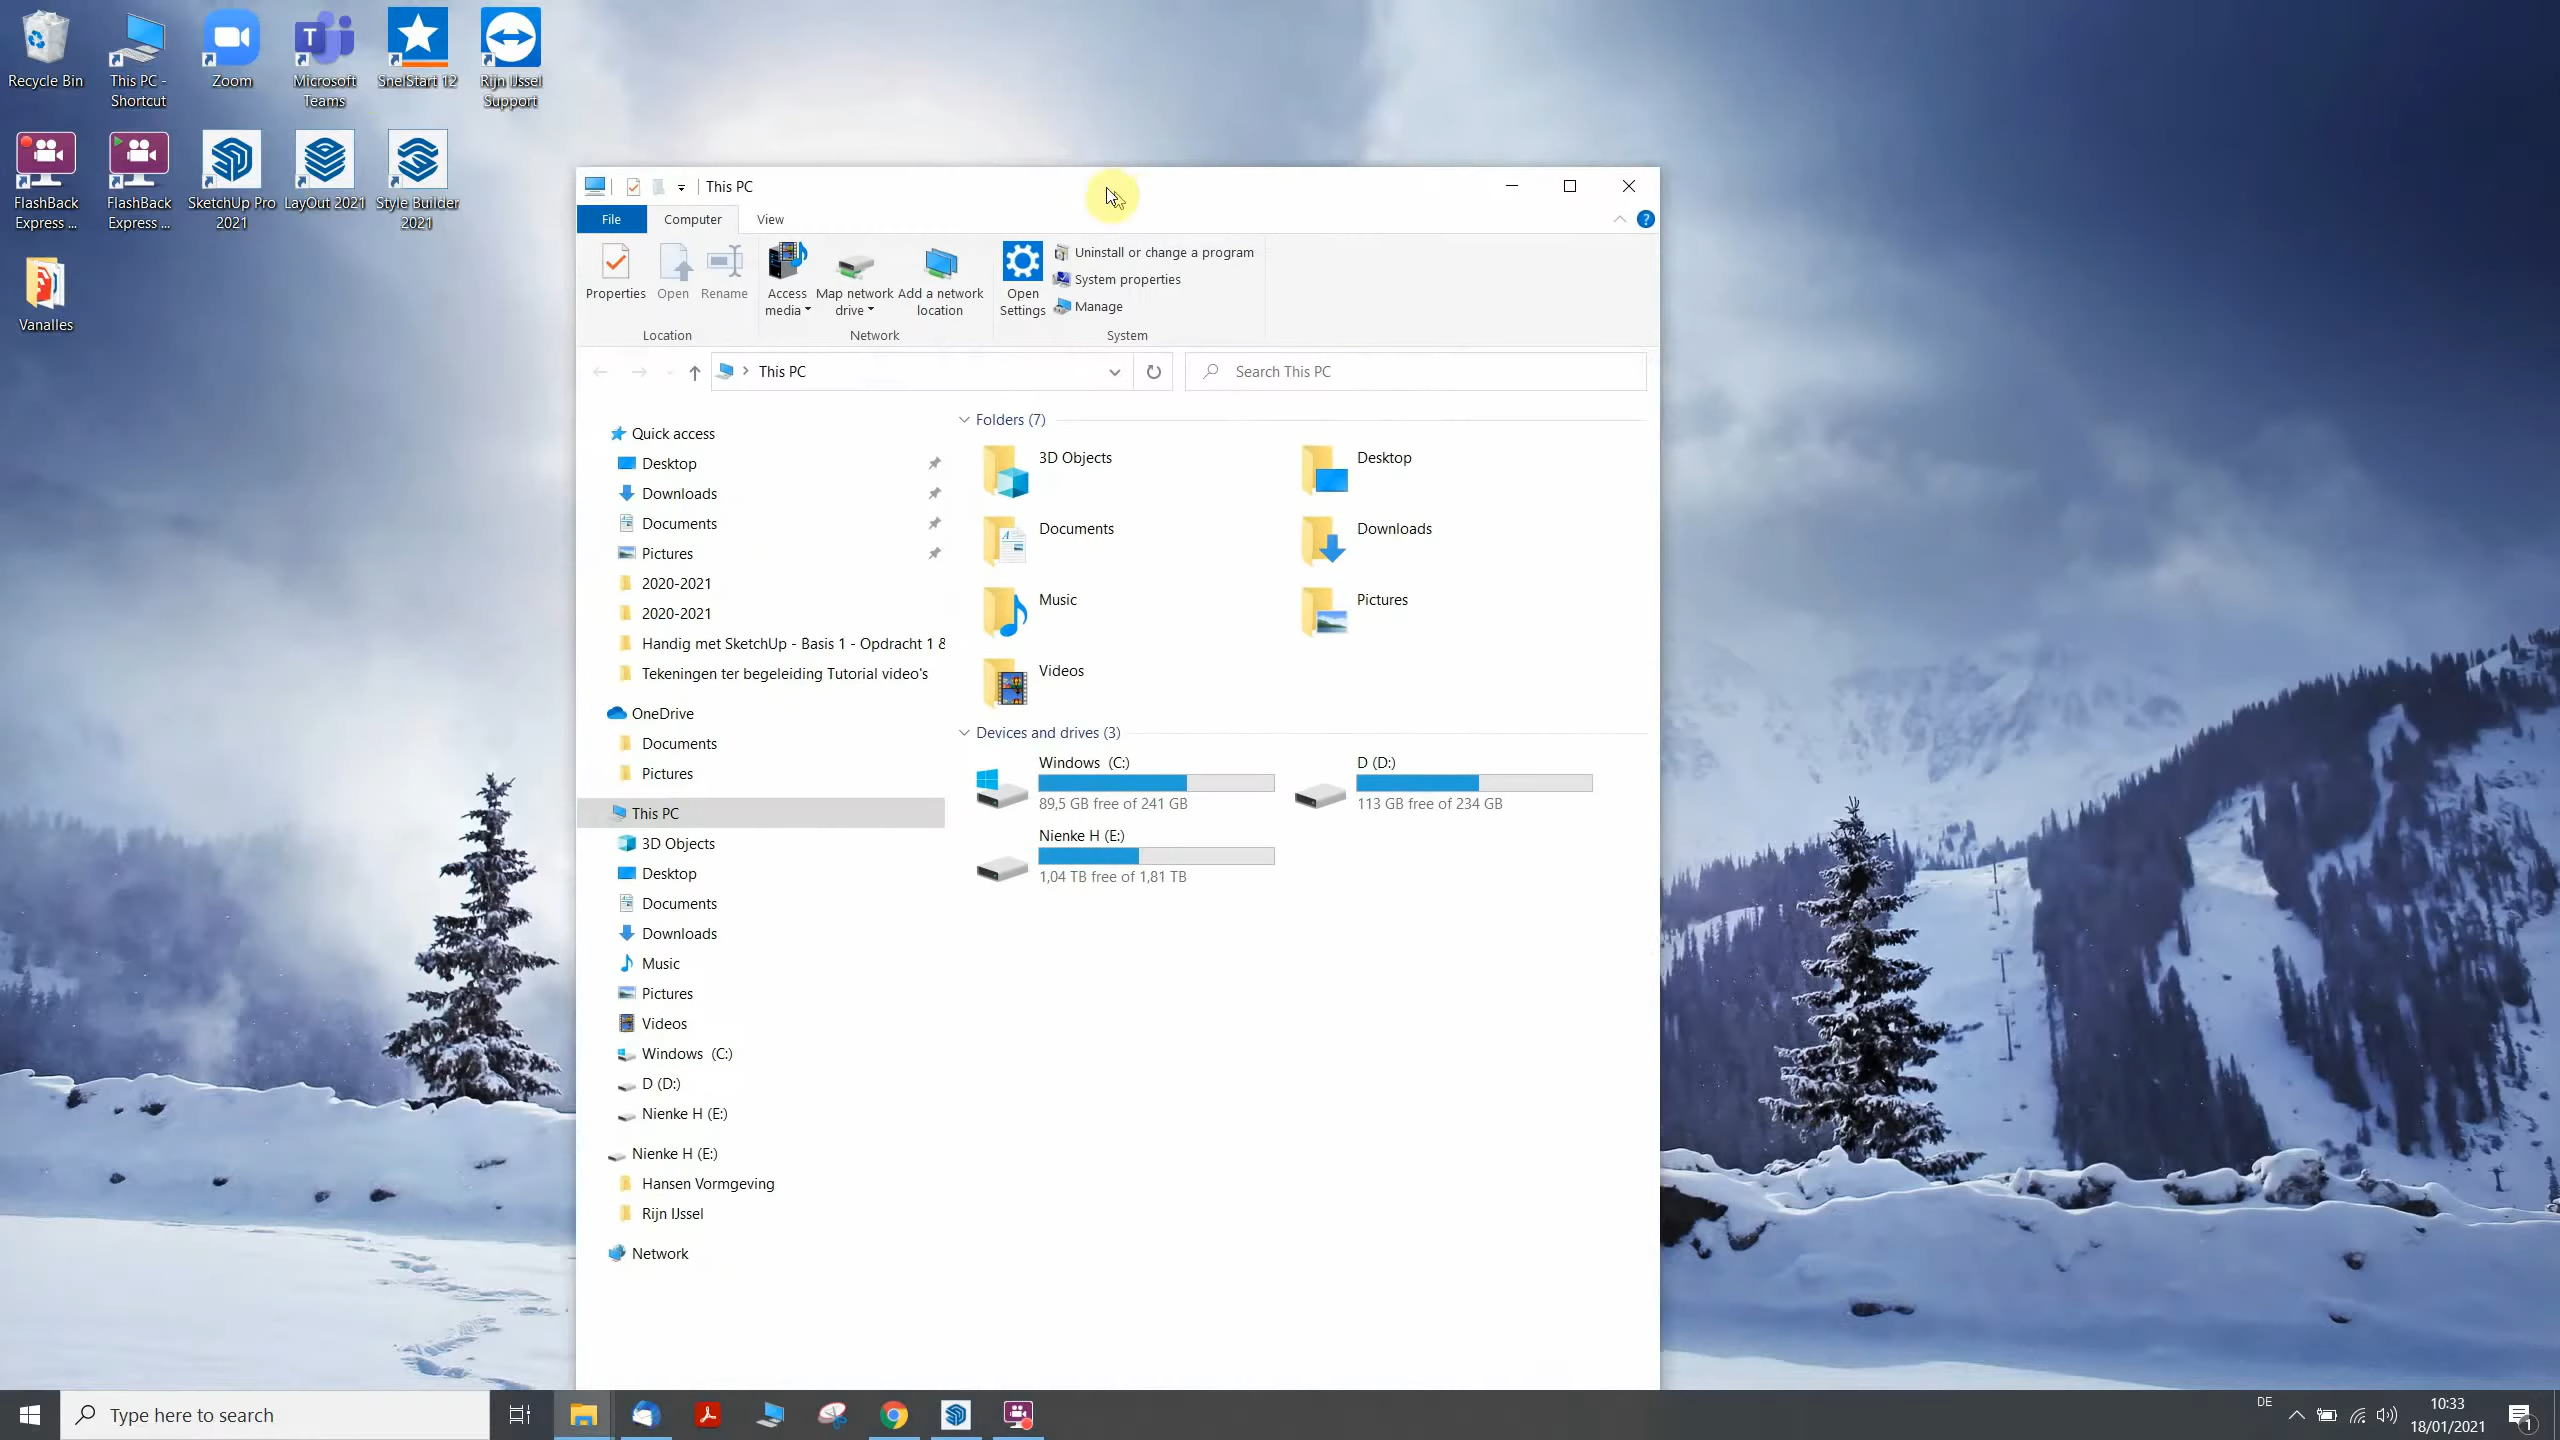 Recycle Bin
This PC -
Shortcut
Zoom
Microsoft
Teams
SnelStart 12
Rijn IJssel
Support
FlashBack
Express ...
FlashBack
Express ...
SketchUp Pro
2021
LayOut 2021
Style Builder
2021
Vanalles
This PC
File
Computer
View
Properties
Open
Rename
Access
media
Map network
drive
Add a network
location
Open
Settings
Uninstall or change a program
System properties
Manage
Location
Network
System
This PC
Search This PC
Quick access
Desktop
Downloads
Documents
Pictures
2020-2021
2020-2021
Handig met SketchUp - Basis 1 - Opdracht 1 &
Tekeningen ter begeleiding Tutorial video's
OneDrive
Documents
Pictures
This PC
3D Objects
Desktop
Documents
Downloads
Music
Pictures
Videos
Windows (C:)
D (D:)
Nienke H (E:)
Nienke H (E:)
Hansen Vormgeving
Rijn IJssel
Network
Folders (7)
3D Objects
Desktop
Documents
Downloads
Music
Pictures
Videos
Devices and drives (3)
Windows (C:)
89,5 GB free of 241 GB
D (D:)
113 GB free of 234 GB
Nienke H (E:)
1,04 TB free of 1,81 TB
Type here to search
DE
10:33
18/01/2021
1